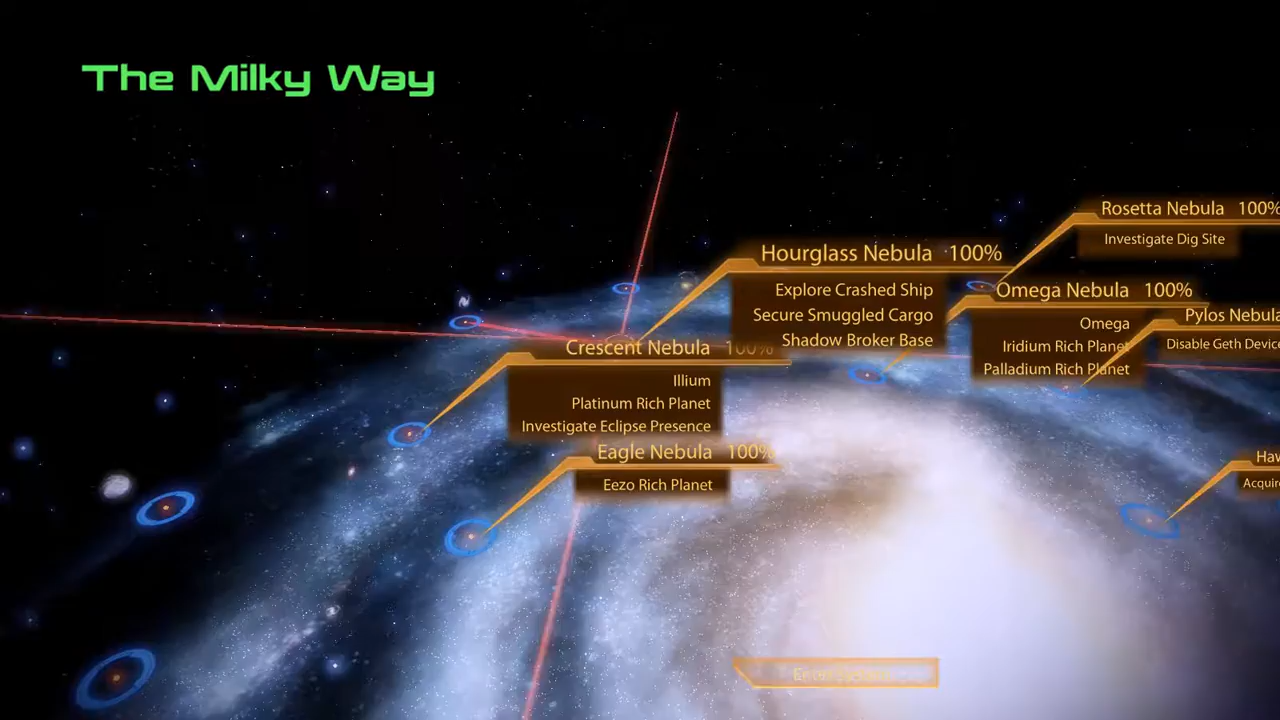 The Milky Way
Rosetta Nebula 100%
Investigate Dig Site
Hourglass Nebula 100%
Explore Crashed Ship
Secure Smuggled Cargo
Shadow Broker Base
Omega Nebula 100%
Omega
Iridium Rich Planet
Palladium Rich Planet
Pylos Nebula
Disable Geth Device
Crescent Nebula 100%
Illium
Platinum Rich Planet
Investigate Eclipse Presence
Eagle Nebula 100%
Eezo Rich Planet
Haw
Acquire